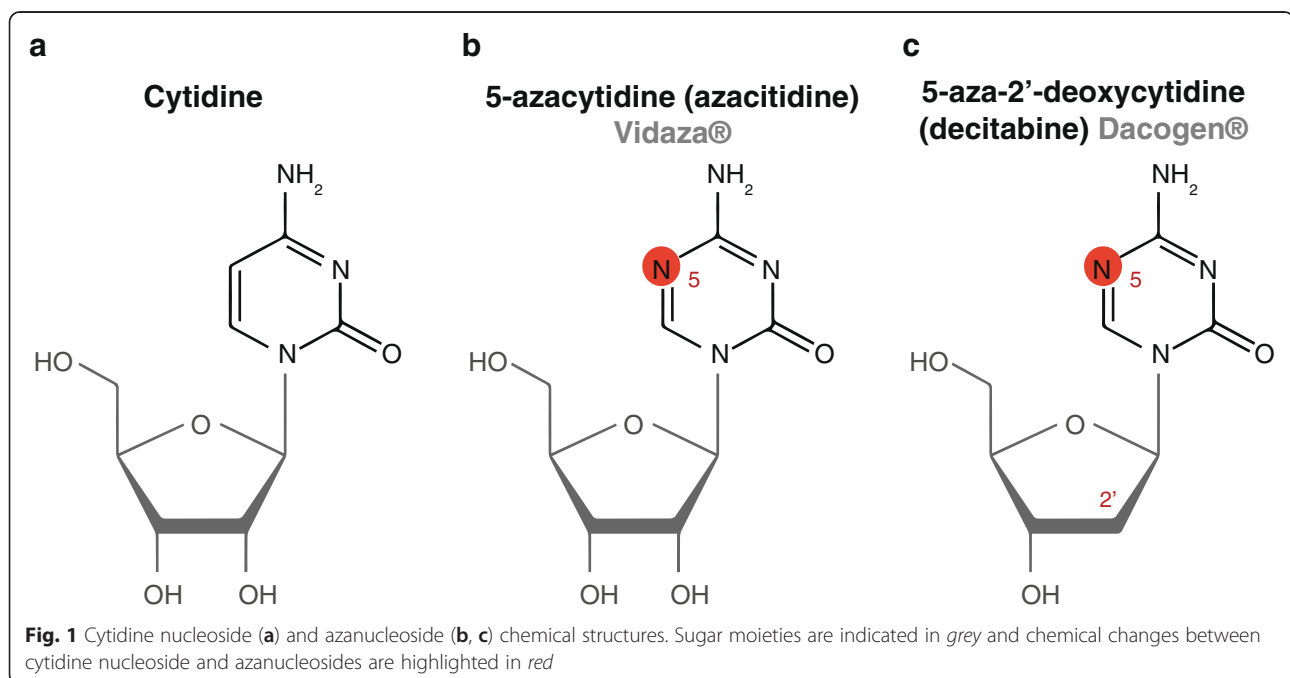 a
Cytidine
NH2
N
N
O
HO
O
OH
OH
b
5-azacytidine (azacitidine)
Vidaza®
NH2
N
5
N
N
O
HO
O
OH
OH
c
5-aza-2'-deoxycytidine
(decitabine) Dacogen®
NH2
N
5
N
N
O
HO
O
2'
OH
Fig. 1 Cytidine nucleoside (a) and azanucleoside (b, c) chemical structures. Sugar moieties are indicated in grey and chemical changes between
cytidine nucleoside and azanucleosides are highlighted in red